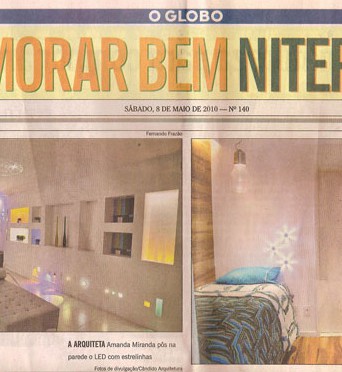 O GLOBO
MORAR BEM NITER
SÁBADO, 8 DE MAIO DE 2010 — Nº 140
Fernanda Frazão
A ARQUITETA Amanda Miranda pôs na
parede o LED com estrelinhas
Fotos de divulgação/Cândido Arquitetura